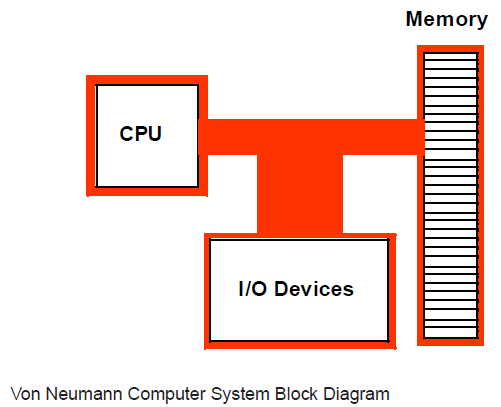 Memory
CPU
I/O Devices
Von Neumann Computer System Block Diagram